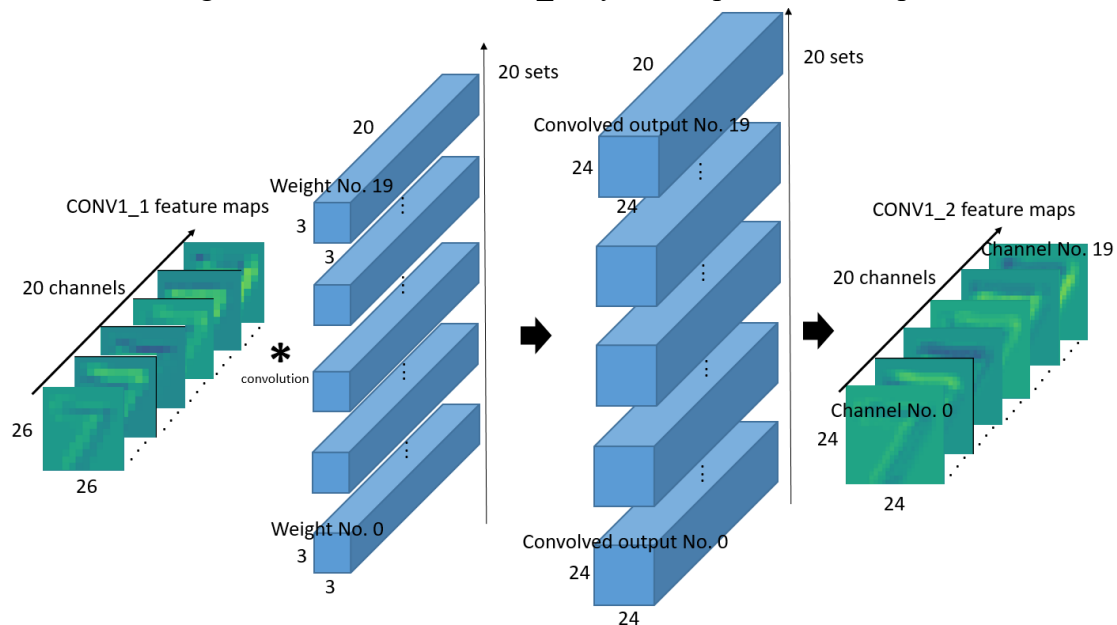 20 sets
20
Weight No. 19
3
3
CONV1_1 feature maps
20 channels
26
26
*
convolution
Weight No. 0
3
3
20 sets
20
Convolved output No. 19
24
24
Convolved output No. 0
24
24
CONV1_2 feature maps
Channel No. 19
20 channels
Channel No. 0
24
24